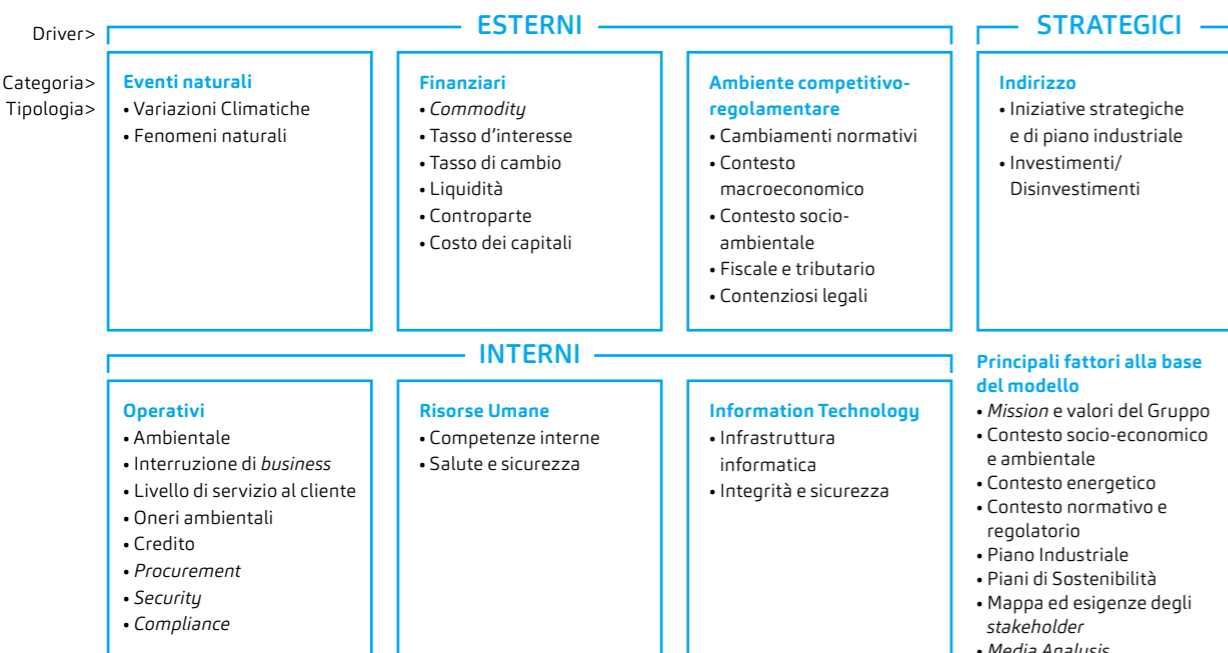 Driver>
ESTERNI
STRATEGICI
Categoria>
Tipologia>
Eventi naturali
• Variazioni Climatiche
• Fenomeni naturali
Finanziari
• Commodity
• Tasso d'interesse
• Tasso di cambio
• Liquidità
• Controparte
• Costo dei capitali
Ambiente competitivo-
regolamentare
• Cambiamenti normativi
• Contesto
macroeconomico
• Contesto socio-
ambientale
• Fiscale e tributario
• Contenziosi legali
Indirizzo
• Iniziative strategiche
e di piano industriale
• Investimenti/
Disinvestimenti
INTERNI
Operativi
• Ambientale
• Interruzione di business
• Livello di servizio al cliente
• Oneri ambientali
• Credito
• Procurement
• Security
• Compliance
Risorse Umane
• Competenze interne
• Salute e sicurezza
Information Technology
• Infrastruttura
informatica
• Integrità e sicurezza
Principali fattori alla base
del modello
• Mission e valori del Gruppo
• Contesto socio-economico
e ambientale
• Contesto energetico
• Contesto normativo e
regolatorio
• Piano Industriale
• Piani di Sostenibilità
• Mappa ed esigenze degli
stakeholder
• Media Analysis